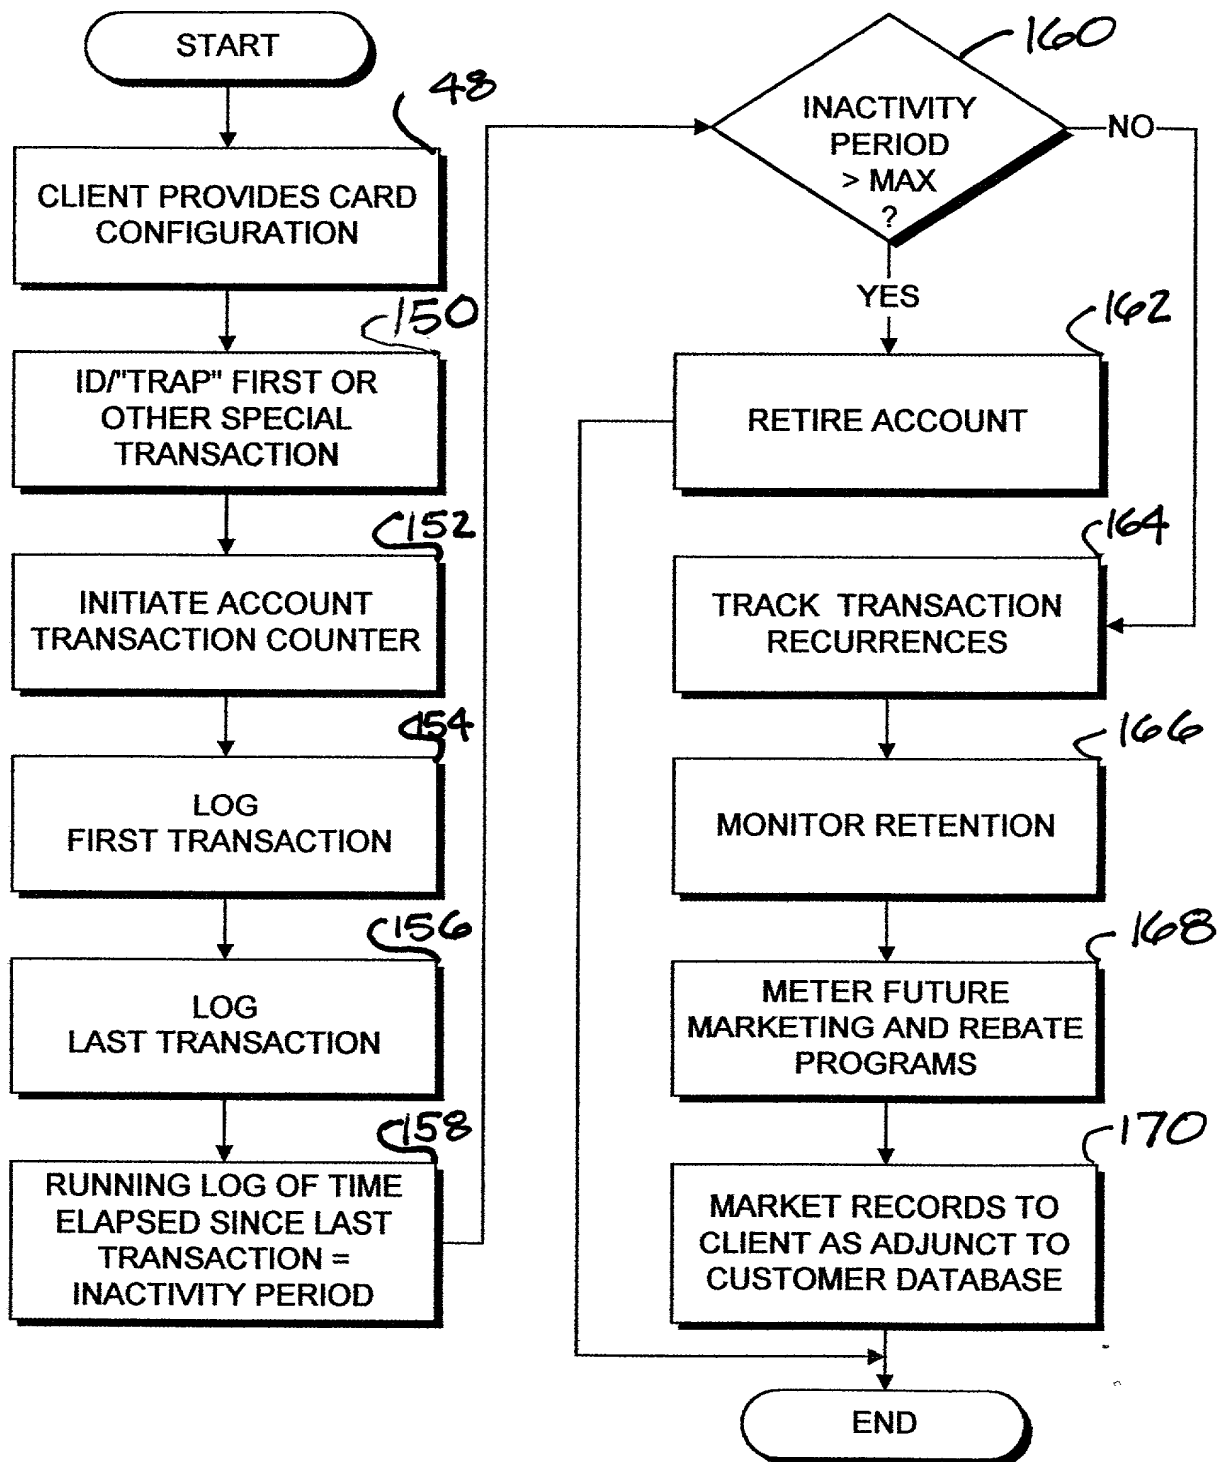 START
48
CLIENT PROVIDES CARD
CONFIGURATION
150
ID/"TRAP" FIRST OR
OTHER SPECIAL
TRANSACTION
152
INITIATE ACCOUNT
TRANSACTION COUNTER
154
LOG
FIRST TRANSACTION
156
LOG
LAST TRANSACTION
158
RUNNING LOG OF TIME
ELAPSED SINCE LAST
TRANSACTION =
INACTIVITY PERIOD
160
INACTIVITY
PERIOD
> MAX
?
NO
YES
162
RETIRE ACCOUNT
164
TRACK TRANSACTION
RECURRENCES
166
MONITOR RETENTION
168
METER FUTURE
MARKETING AND REBATE
PROGRAMS
170
MARKET RECORDS TO
CLIENT AS ADJUNCT TO
CUSTOMER DATABASE
END